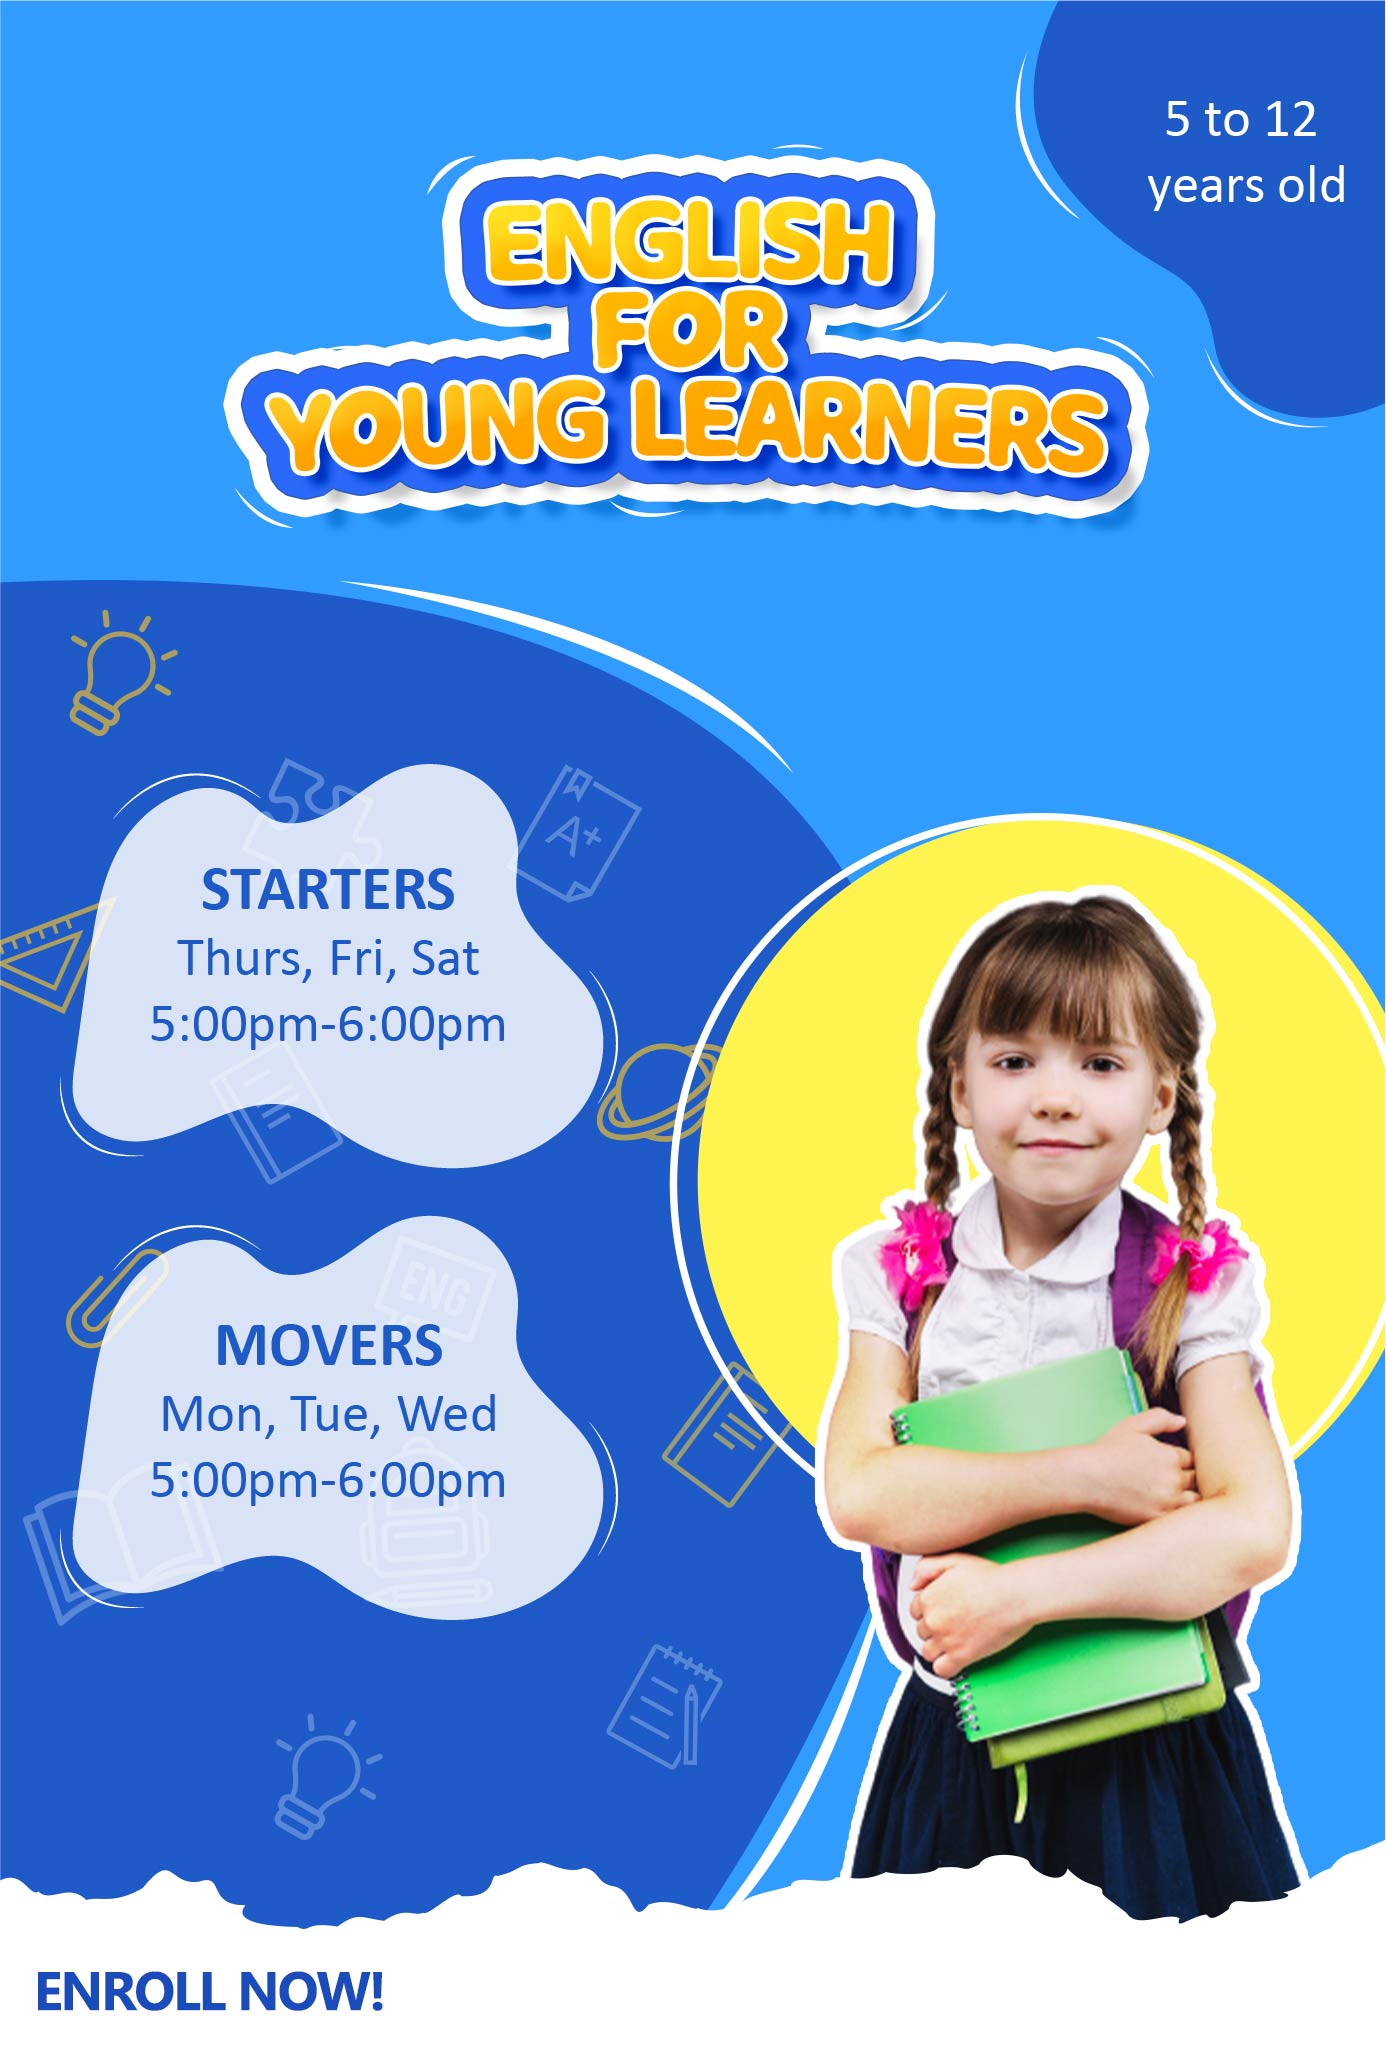 5 to 12
years old
ENGLISH
FOR
YOUNG LEARNERS
A+
STARTERS
Thurs, Fri, Sat
5:00pm-6:00pm
ENG
MOVERS
Mon, Tue, Wed
5:00pm-6:00pm
ENROLL NOW!